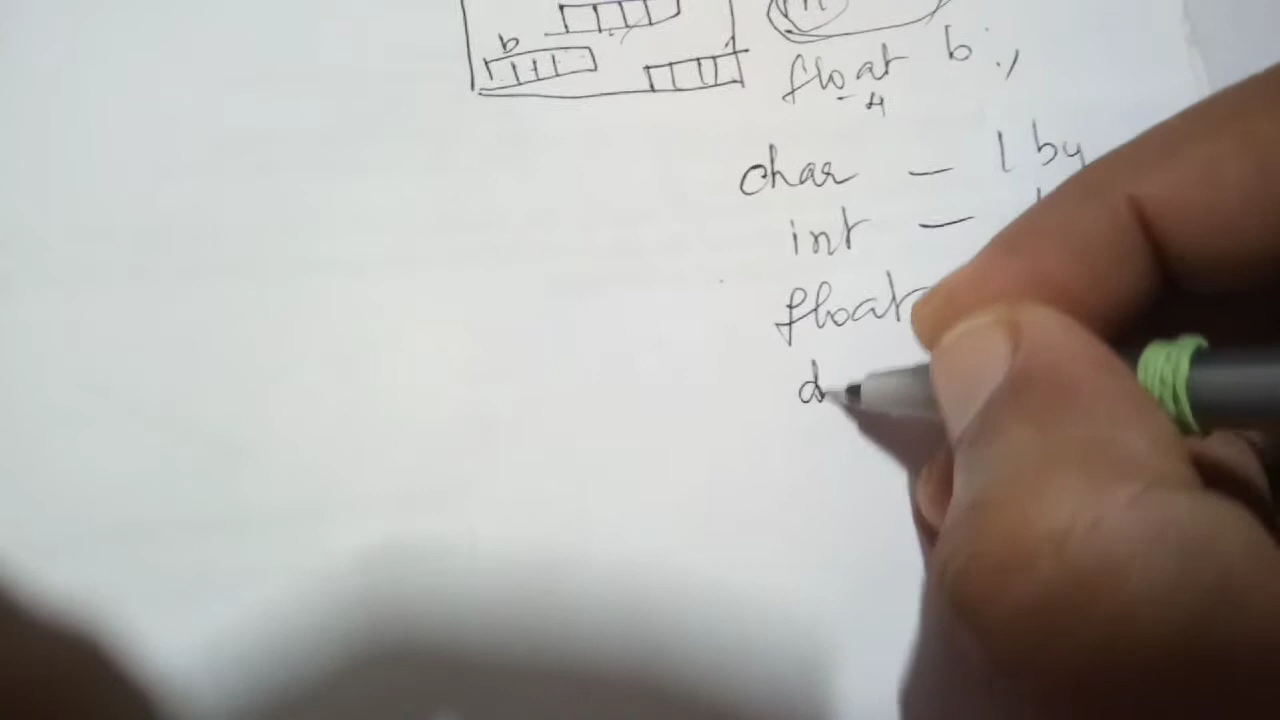 b
float b ;
4
char - 1 by
int -
float
d